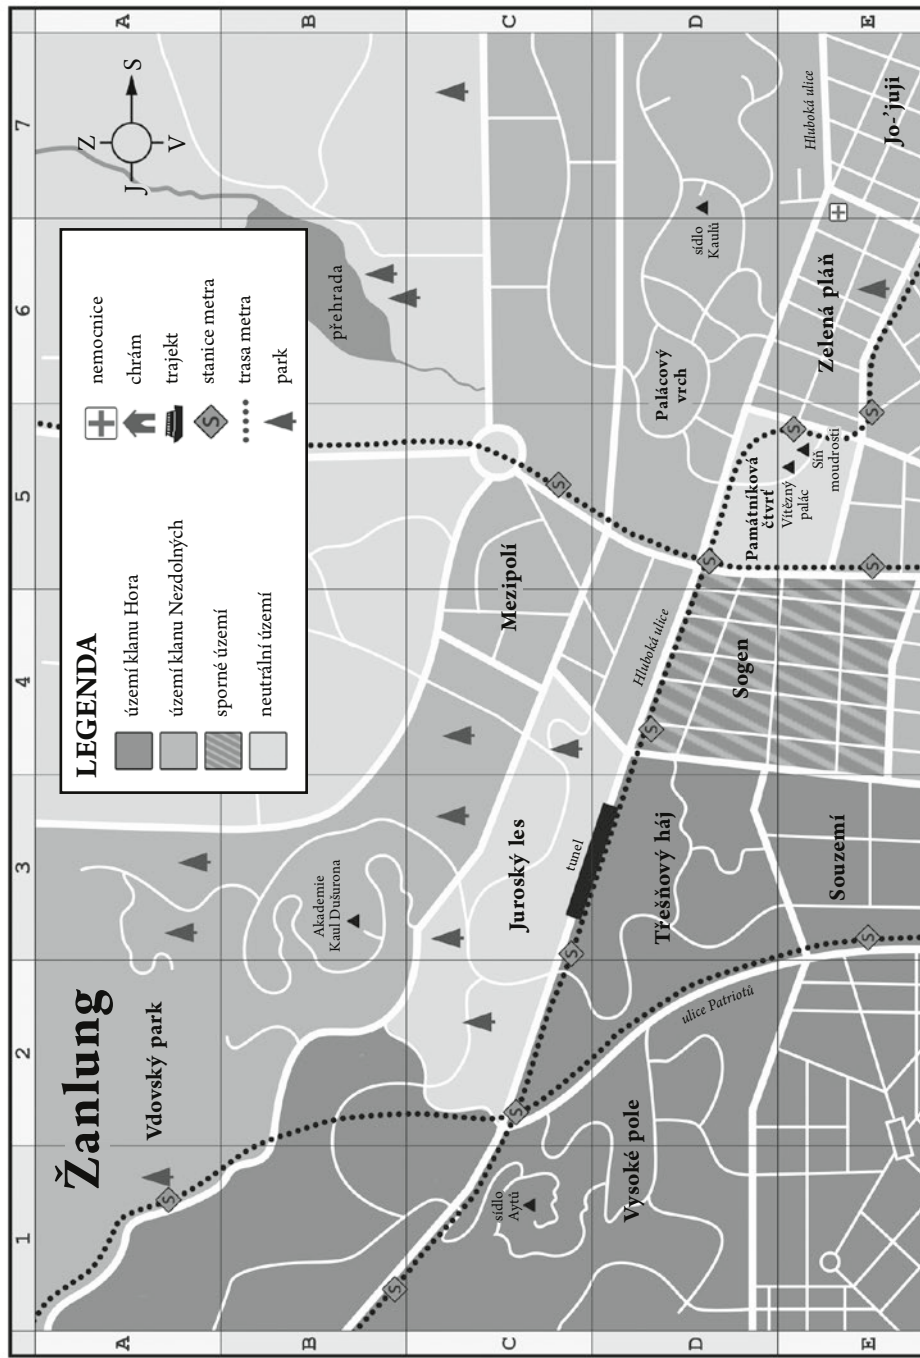 Žanlung
LEGENDA
území klanu Hora
území klanu Nezdolných
sporné území
neutrální území
nemocnice
chrám
trajekt
S
stanice metra
trasa metra
park
Z
S
J
V
1
2
3
4
5
6
7
A
B
C
D
E
A
B
C
D
E
Vdovský park
Akademie
Kaul Dušurona
přehrada
sídlo
Aytů
Juroský les
Mezipolí
tunel
Hluboká ulice
Vysoké pole
ulice Patriotů
Třešňový háj
Sogen
Palácový
vrch
sídlo
Kaulů
Památníková
čtvrť
Vítězný
palác
Síň
moudrosti
Souzemí
Zelená pláň
Hluboká ulice
Jo-’juji
S
S
S
S
S
S
S
S
S
S
S